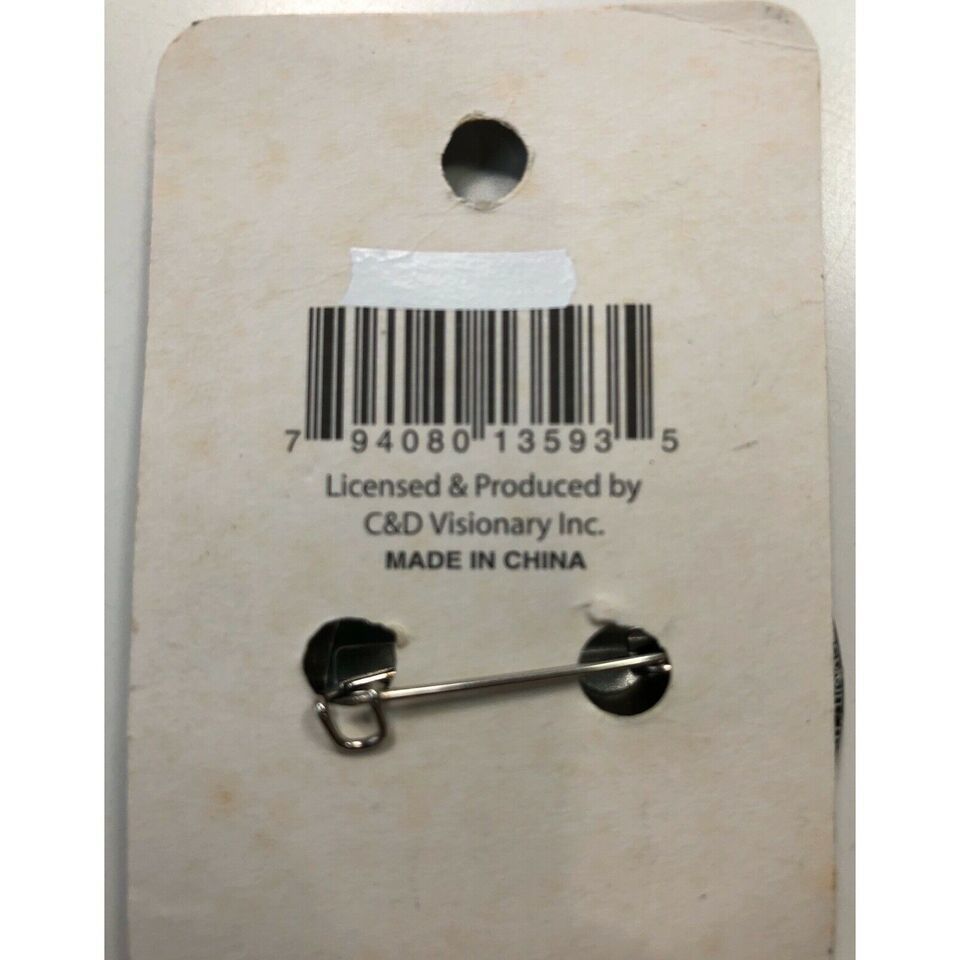 7 94080 13593 5
Licensed & Produced by
C&D Visionary Inc.
MADE IN CHINA